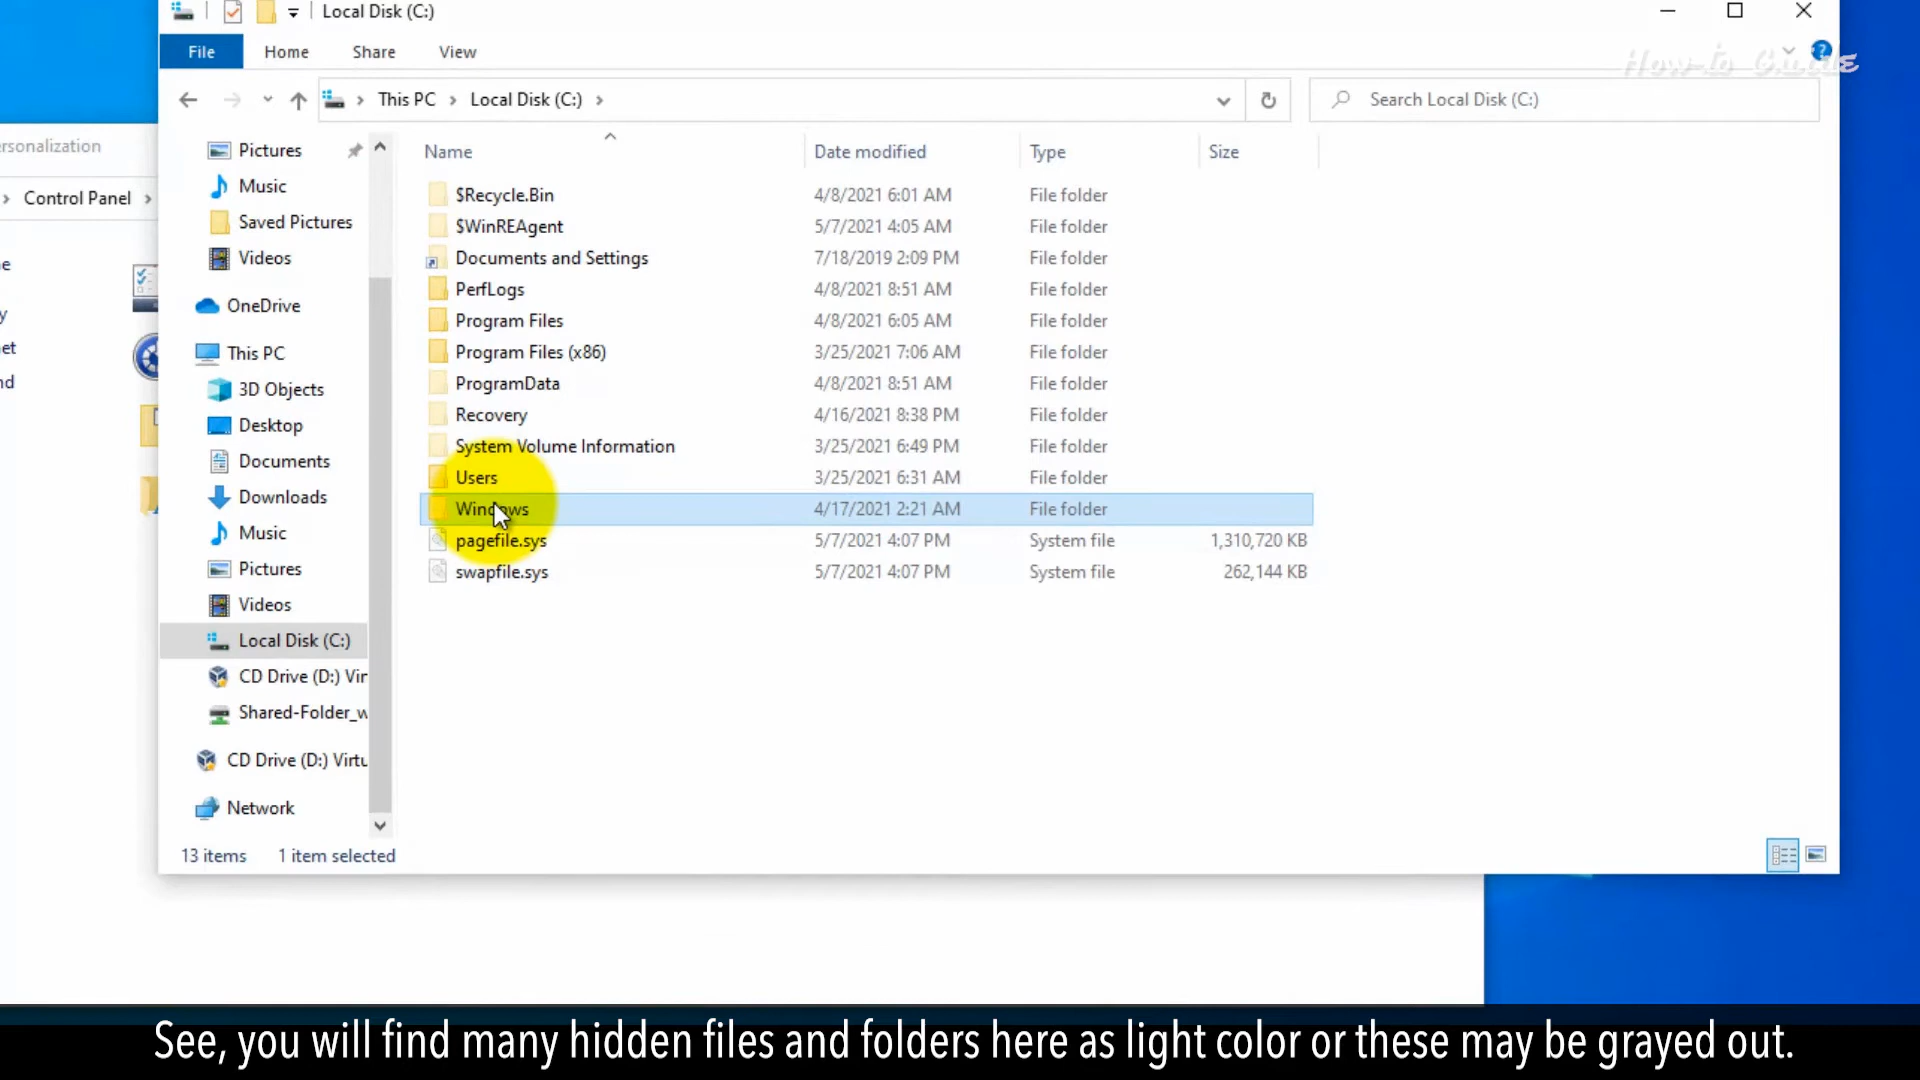 Local Disk (C:)
File Home Share View
How-to Guide
This PC Local Disk (C:)
Search Local Disk (C:)
ersonalization
Control Panel
e
y
et
nd
Pictures
Music
Saved Pictures
Videos
OneDrive
This PC
3D Objects
Desktop
Documents
Downloads
Music
Pictures
Videos
Local Disk (C:)
CD Drive (D:) Vir
Shared-Folder_w
CD Drive (D:) Virtu
Network
Name Date modified Type Size
$Recycle.Bin 4/8/2021 6:01 AM File folder
$WinREAgent 5/7/2021 4:05 AM File folder
Documents and Settings 7/18/2019 2:09 PM File folder
PerfLogs 4/8/2021 8:51 AM File folder
Program Files 4/8/2021 6:05 AM File folder
Program Files (x86) 3/25/2021 7:06 AM File folder
ProgramData 4/8/2021 8:51 AM File folder
Recovery 4/16/2021 8:38 PM File folder
System Volume Information 3/25/2021 6:49 PM File folder
Users 3/25/2021 6:31 AM File folder
Windows 4/17/2021 2:21 AM File folder
pagefile.sys 5/7/2021 4:07 PM System file 1,310,720 KB
swapfile.sys 5/7/2021 4:07 PM System file 262,144 KB
13 items 1 item selected
See, you will find many hidden files and folders here as light color or these may be grayed out.